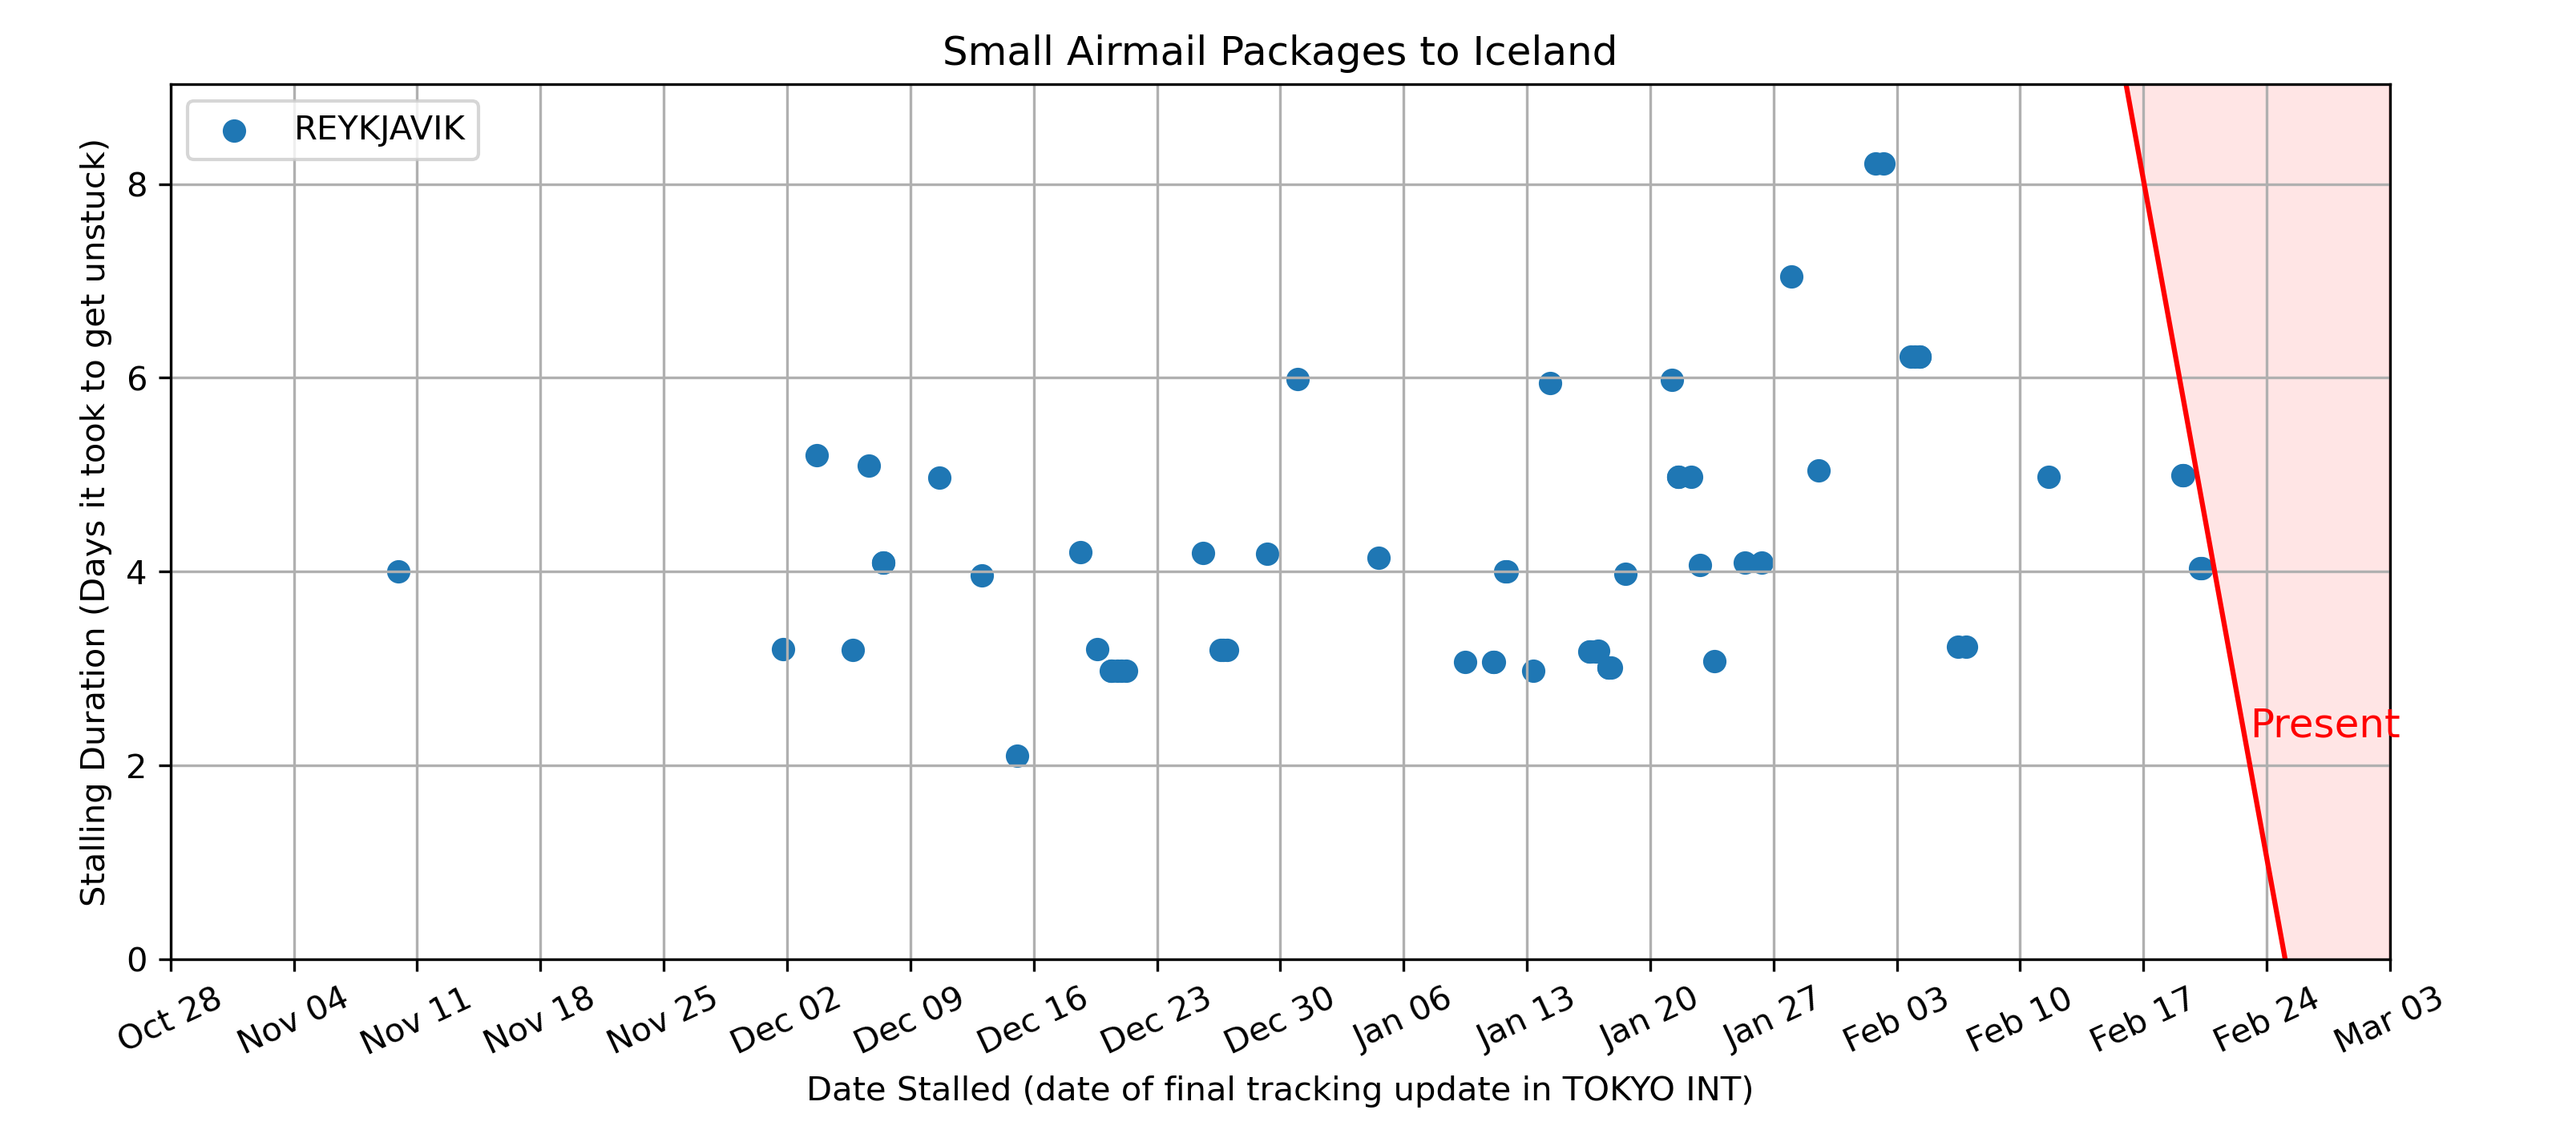 Small Airmail Packages to Iceland
REYKJAVIK
Stalling Duration (Days it took to get unstuck)
8
6
4
2
0
Present
Oct 28 Nov 04 Nov 11 Nov 18 Nov 25 Dec 02 Dec 09 Dec 16 Dec 23 Dec 30 Jan 06 Jan 13 Jan 20 Jan 27 Feb 03 Feb 10 Feb 17 Feb 24 Mar 03
Date Stalled (date of final tracking update in TOKYO INT)